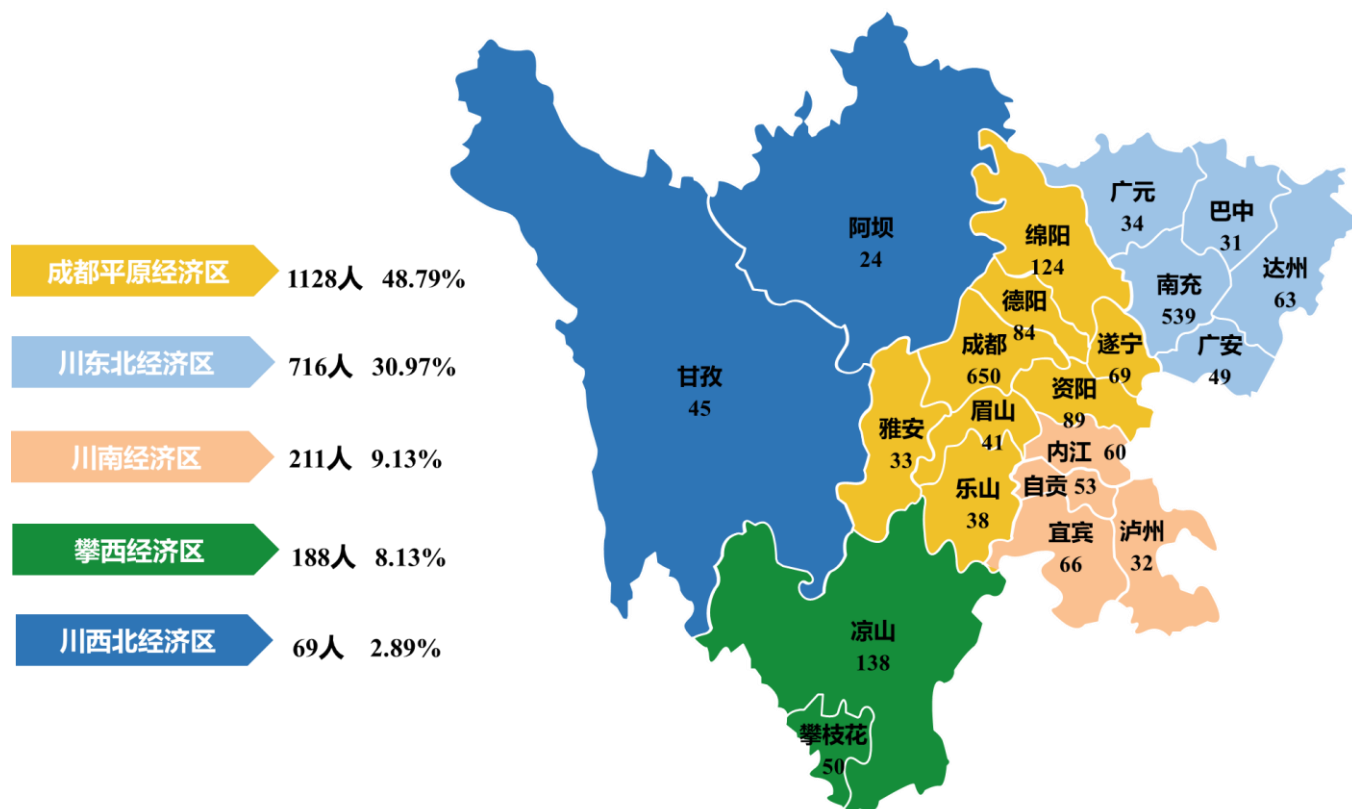 成都平原经济区 1128人 48.79%
川东北经济区 716人 30.97%
川南经济区 211人 9.13%
攀西经济区 188人 8.13%
川西北经济区 69人 2.89%
阿坝
24
甘孜
45
绵阳
124
德阳
84
成都
650
遂宁
69
资阳
89
眉山
41
雅安
33
乐山
38
广元
34
巴中
31
达州
63
南充
539
广安
49
内江 60
自贡 53
宜宾
66
泸州
32
凉山
138
攀枝花
50